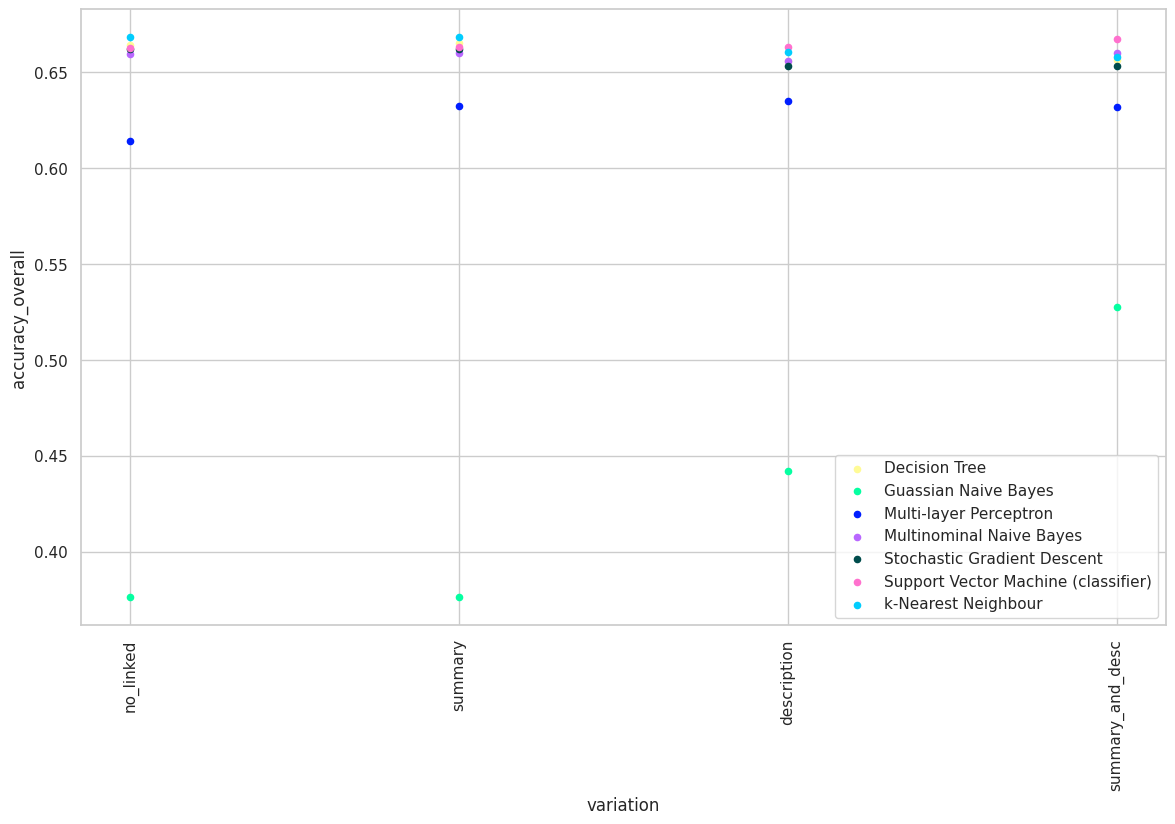 accuracy_overall
0.65
0.60
0.55
0.50
0.45
0.40
Decision Tree
Guassian Naive Bayes
Multi-layer Perceptron
Multinominal Naive Bayes
Stochastic Gradient Descent
Support Vector Machine (classifier)
k-Nearest Neighbour
no_linked
summary
description
summary_and_desc
variation